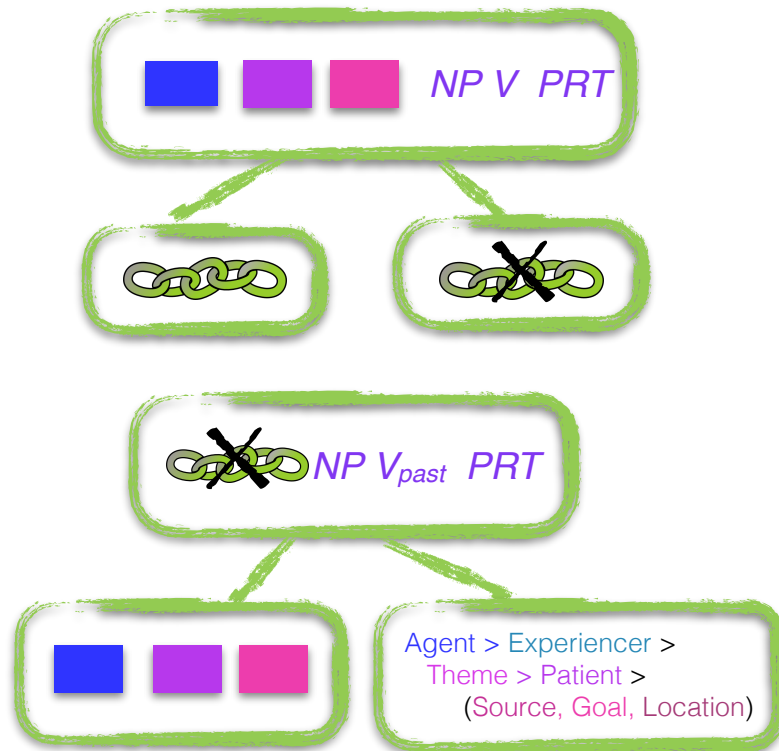 NP V PRT
NP Vpast PRT
Agent > Experiencer >
Theme > Patient >
(Source, Goal, Location)